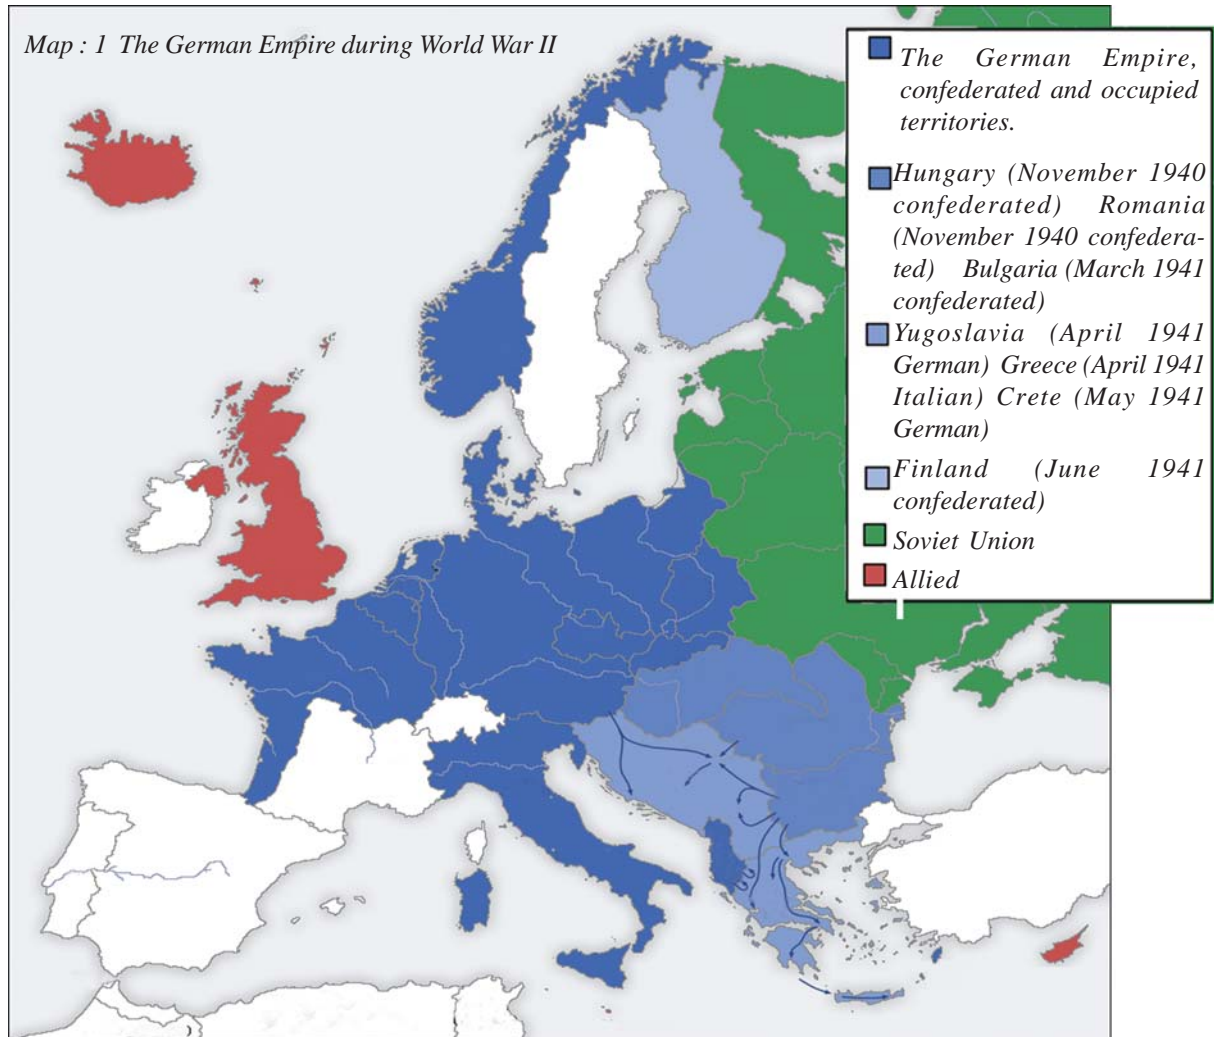 Map : 1 The German Empire during World War II
The German Empire,
confederated and occupied
territories.
Hungary (November 1940
confederated) Romania
(November 1940 confedera-
ted) Bulgaria (March 1941
confederated)
Yugoslavia (April 1941
German) Greece (April 1941
Italian) Crete (May 1941
German)
Finland (June 1941
confederated)
Soviet Union
Allied